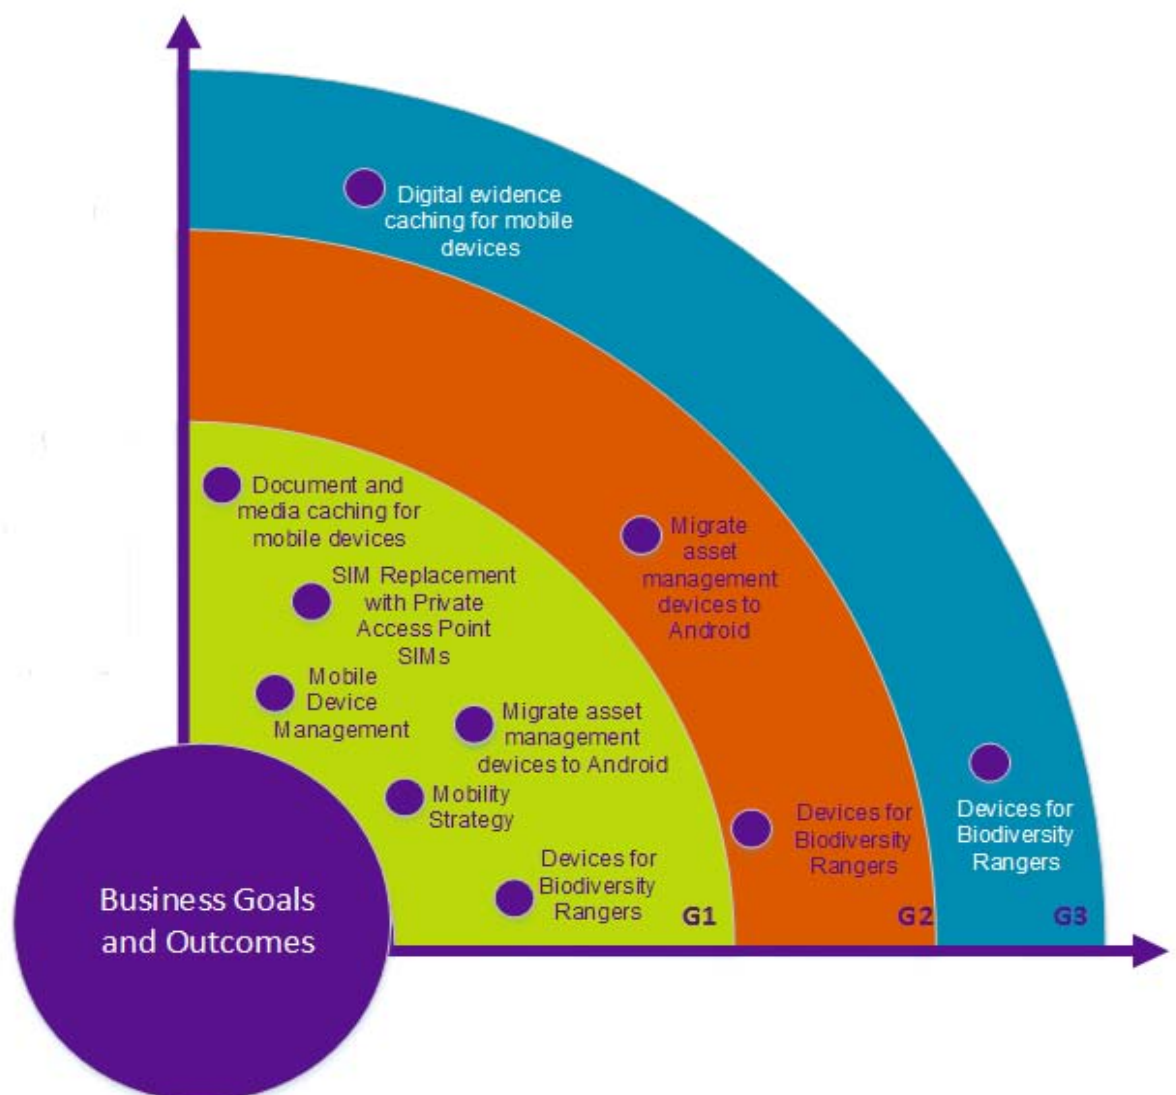 Digital evidence
caching for mobile
devices
Document and
media caching for
mobile devices
Migrate
asset
management
devices to
Android
SIM Replacement
with Private
Access Point
SIMs
Mobile
Device
Management
Migrate asset
management
devices to Android
Mobility
Strategy
Devices for
Biodiversity
Rangers
Devices for
Biodiversity
Rangers
Devices for
Biodiversity
Rangers
G1
G2
G3
Business Goals
and Outcomes